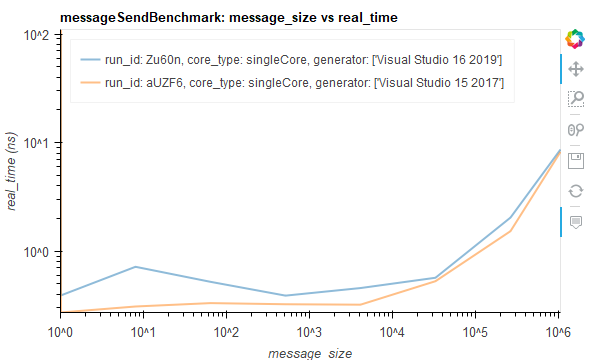 messageSendBenchmark: message_size vs real_time
run_id: Zu60n, core_type: singleCore, generator: ['Visual Studio 16 2019']
run_id: aUZF6, core_type: singleCore, generator: ['Visual Studio 15 2017']
real_time (ns)
10^2
10^1
10^0
10^0 10^1 10^2 10^3 10^4 10^5 10^6
message_size